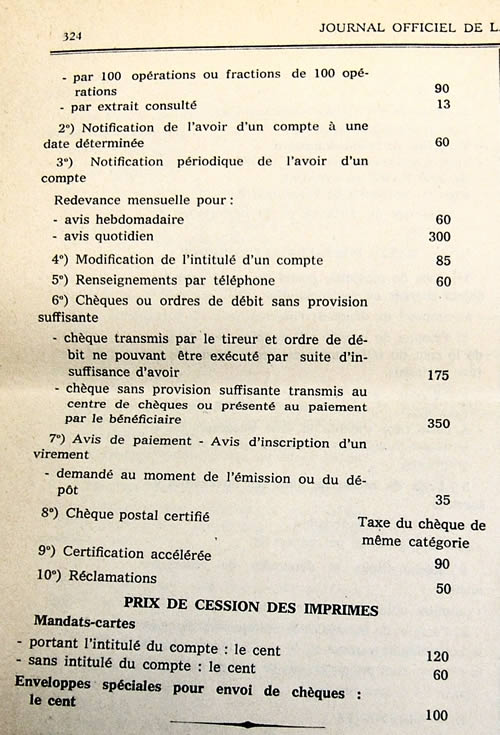 324
JOURNAL OFFICIEL DE L
- par 100 opérations ou fractions de 100 opé-
rations 90
- par extrait consulté 13
2°) Notification de l'avoir d'un compte à une
date déterminée 60
3°) Notification périodique de l'avoir d'un
compte
Redevance mensuelle pour :
- avis hebdomadaire 60
- avis quotidien 300
4°) Modification de l'intitulé d'un compte 85
5°) Renseignements par téléphone 60
6°) Chèques ou ordres de débit sans provision
suffisante
- chèque transmis par le tireur et ordre de dé-
bit ne pouvant être exécuté par suite d'in-
suffisance d'avoir 175
- chèque sans provision suffisante transmis au
centre de chèques ou présenté au paiement
par le bénéficiaire 350
7°) Avis de paiement - Avis d'inscription d'un
virement
- demandé au moment de l'émission ou du dé-
pôt 35
8°) Chèque postal certifié Taxe du chèque de
même catégorie
9°) Certification accélérée 90
10°) Réclamations 50
PRIX DE CESSION DES IMPRIMES
Mandats-cartes
- portant l'intitulé du compte : le cent 120
- sans intitulé du compte : le cent 60
Enveloppes spéciales pour envoi de chèques :
le cent 100